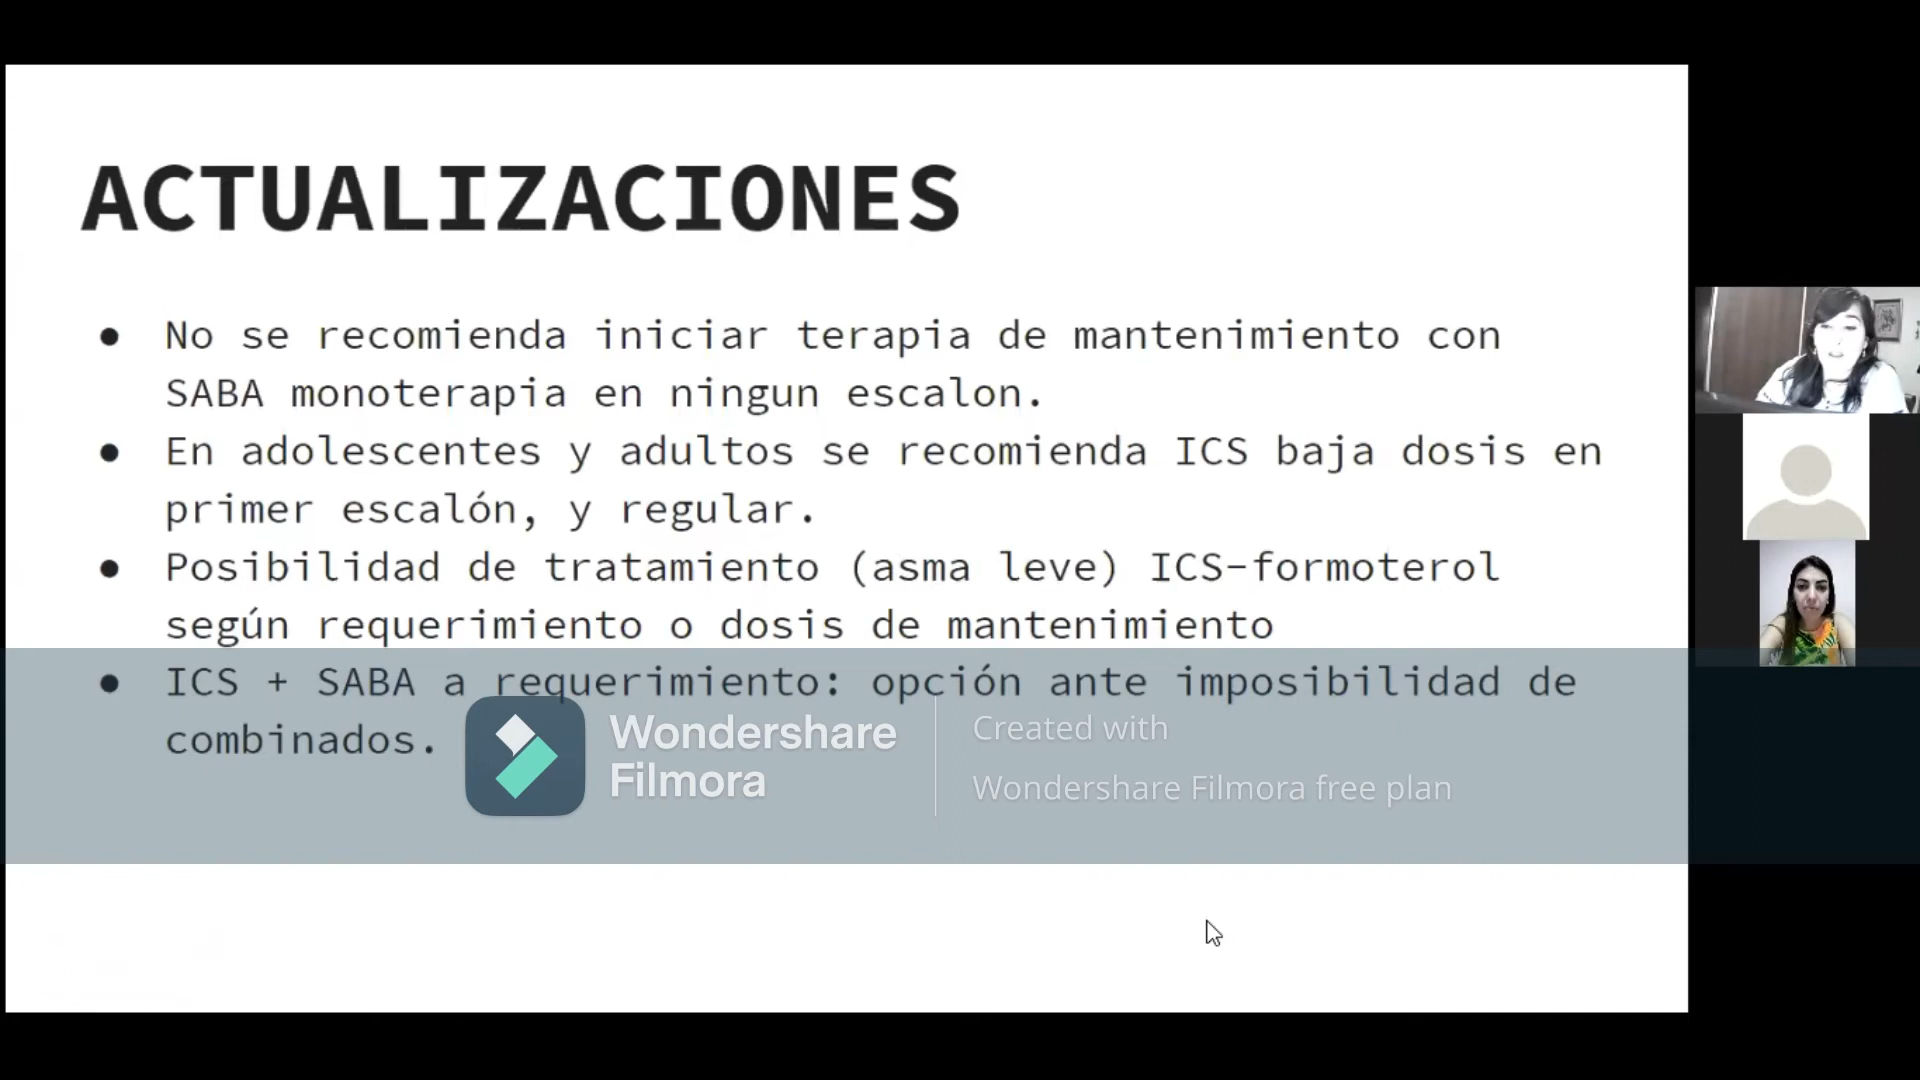 ACTUALIZACIONES
● No se recomienda iniciar terapia de mantenimiento con
SABA monoterapia en ningun escalon.
● En adolescentes y adultos se recomienda ICS baja dosis en
primer escalón, y regular.
● Posibilidad de tratamiento (asma leve) ICS-formoterol
según requerimiento o dosis de mantenimiento
● ICS + SABA a requerimiento: opción ante imposibilidad de
combinados.
Wondershare
Filmora
Created with
Wondershare Filmora free plan